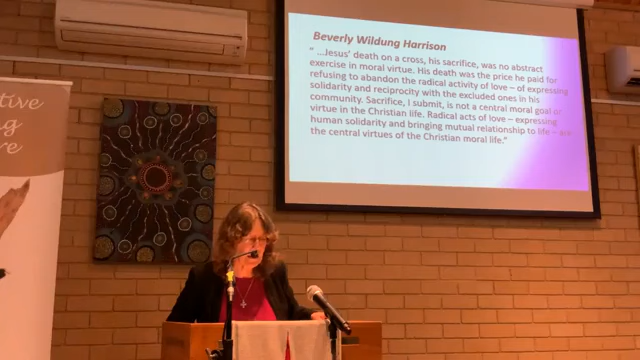 Beverly Wildung Harrison
" ...Jesus' death on a cross, his sacrifice, was no abstract
exercise in moral virtue. His death was the price he paid for
refusing to abandon the radical activity of love – of expressing
solidarity and reciprocity with the excluded ones in his
community. Sacrifice, I submit, is not a central moral goal or
virtue in the Christian life. Radical acts of love – expressing
human solidarity and bringing mutual relationship to life – are
the central virtues of the Christian moral life."
tive
ng
re